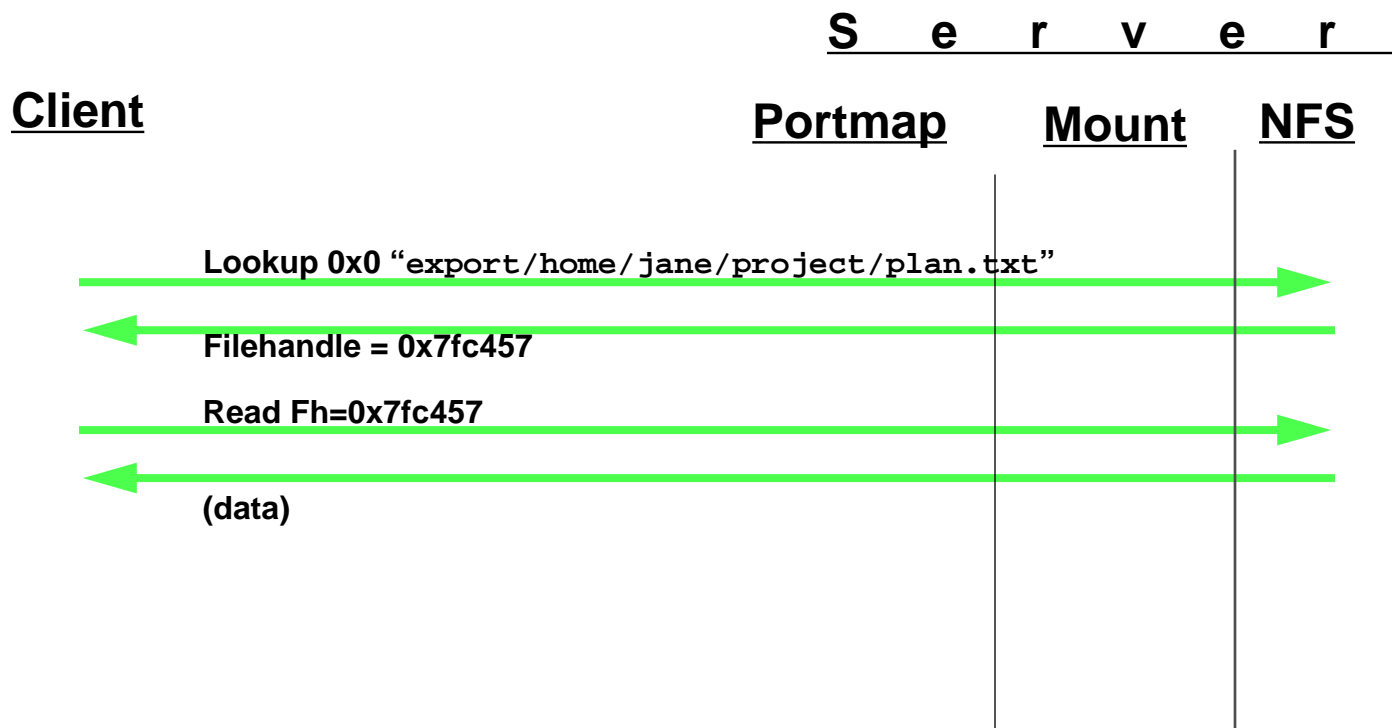 S e r v e r
Client
Portmap Mount NFS
Lookup 0x0 “export/home/jane/project/plan.txt”
Filehandle = 0x7fc457
Read Fh=0x7fc457
(data)